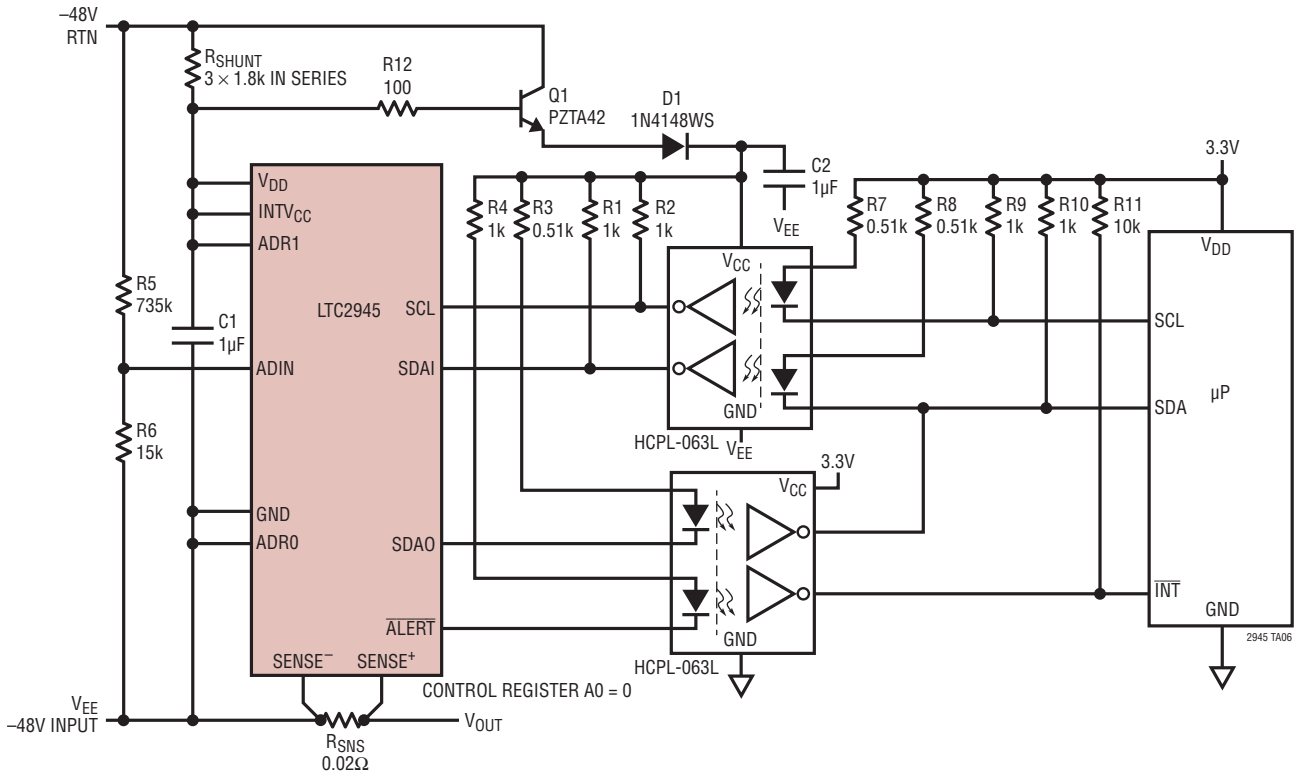 –48V
RTN
RSHUNT
3 × 1.8k IN SERIES
R12
100
Q1
PZTA42
D1
1N4148WS
C2
1µF
VEE
3.3V
VDD
INTVCC
ADR1
R4
1k
R3
0.51k
R1
1k
R2
1k
R7
0.51k
R8
0.51k
R9
1k
R10
1k
R11
10k
VCC
VDD
R5
735k
C1
1µF
LTC2945
SCL
SCL
ADIN
SDAI
GND
SDA
µP
R6
15k
HCPL-063L
VEE
3.3V
VCC
GND
ADR0
SDAO
INT
ALERT
GND
GND
2945 TA06
SENSE–
SENSE+
HCPL-063L
CONTROL REGISTER A0 = 0
VEE
–48V INPUT
VOUT
RSNS
0.02Ω